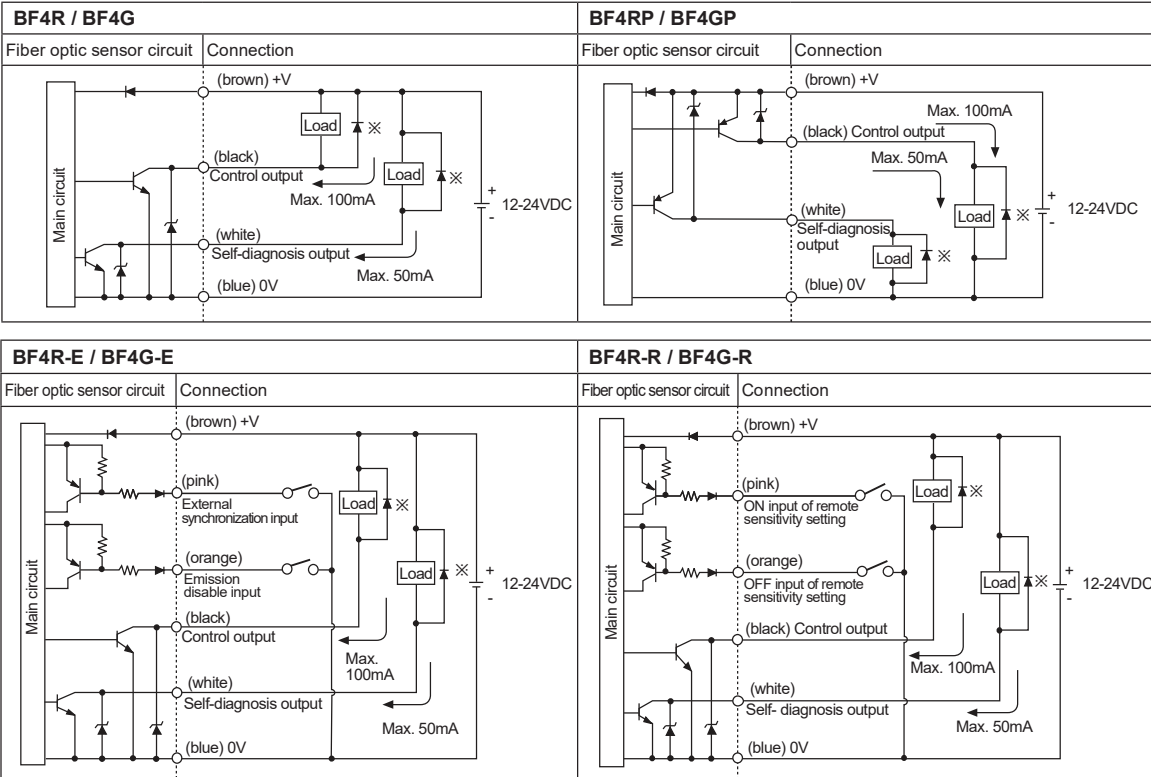 BF4R / BF4G
Fiber optic sensor circuit
Connection
(brown) +V
Load
※
(black)
Control output
Load
※
Max. 100mA
+
12-24VDC
-
(white)
Self-diagnosis output
Max. 50mA
(blue) 0V
Main circuit
BF4RP / BF4GP
Fiber optic sensor circuit
Connection
(brown) +V
Max. 100mA
(black) Control output
Max. 50mA
(white)
Self-diagnosis
output
Load
※
+
12-24VDC
-
Load
※
(blue) 0V
Main circuit
BF4R-E / BF4G-E
Fiber optic sensor circuit
Connection
(brown) +V
(pink)
External
synchronization input
Load
※
(orange)
Emission
disable input
Load
※
+
12-24VDC
-
(black)
Control output
Max.
100mA
(white)
Self-diagnosis output
Max. 50mA
(blue) 0V
Main circuit
BF4R-R / BF4G-R
Fiber optic sensor circuit
Connection
(brown) +V
(pink)
ON input of remote
sensitivity setting
Load
※
(orange)
OFF input of remote
sensitivity setting
Load
※
+
12-24VDC
-
(black) Control output
Max. 100mA
(white)
Self- diagnosis output
Max. 50mA
(blue) 0V
Main circuit